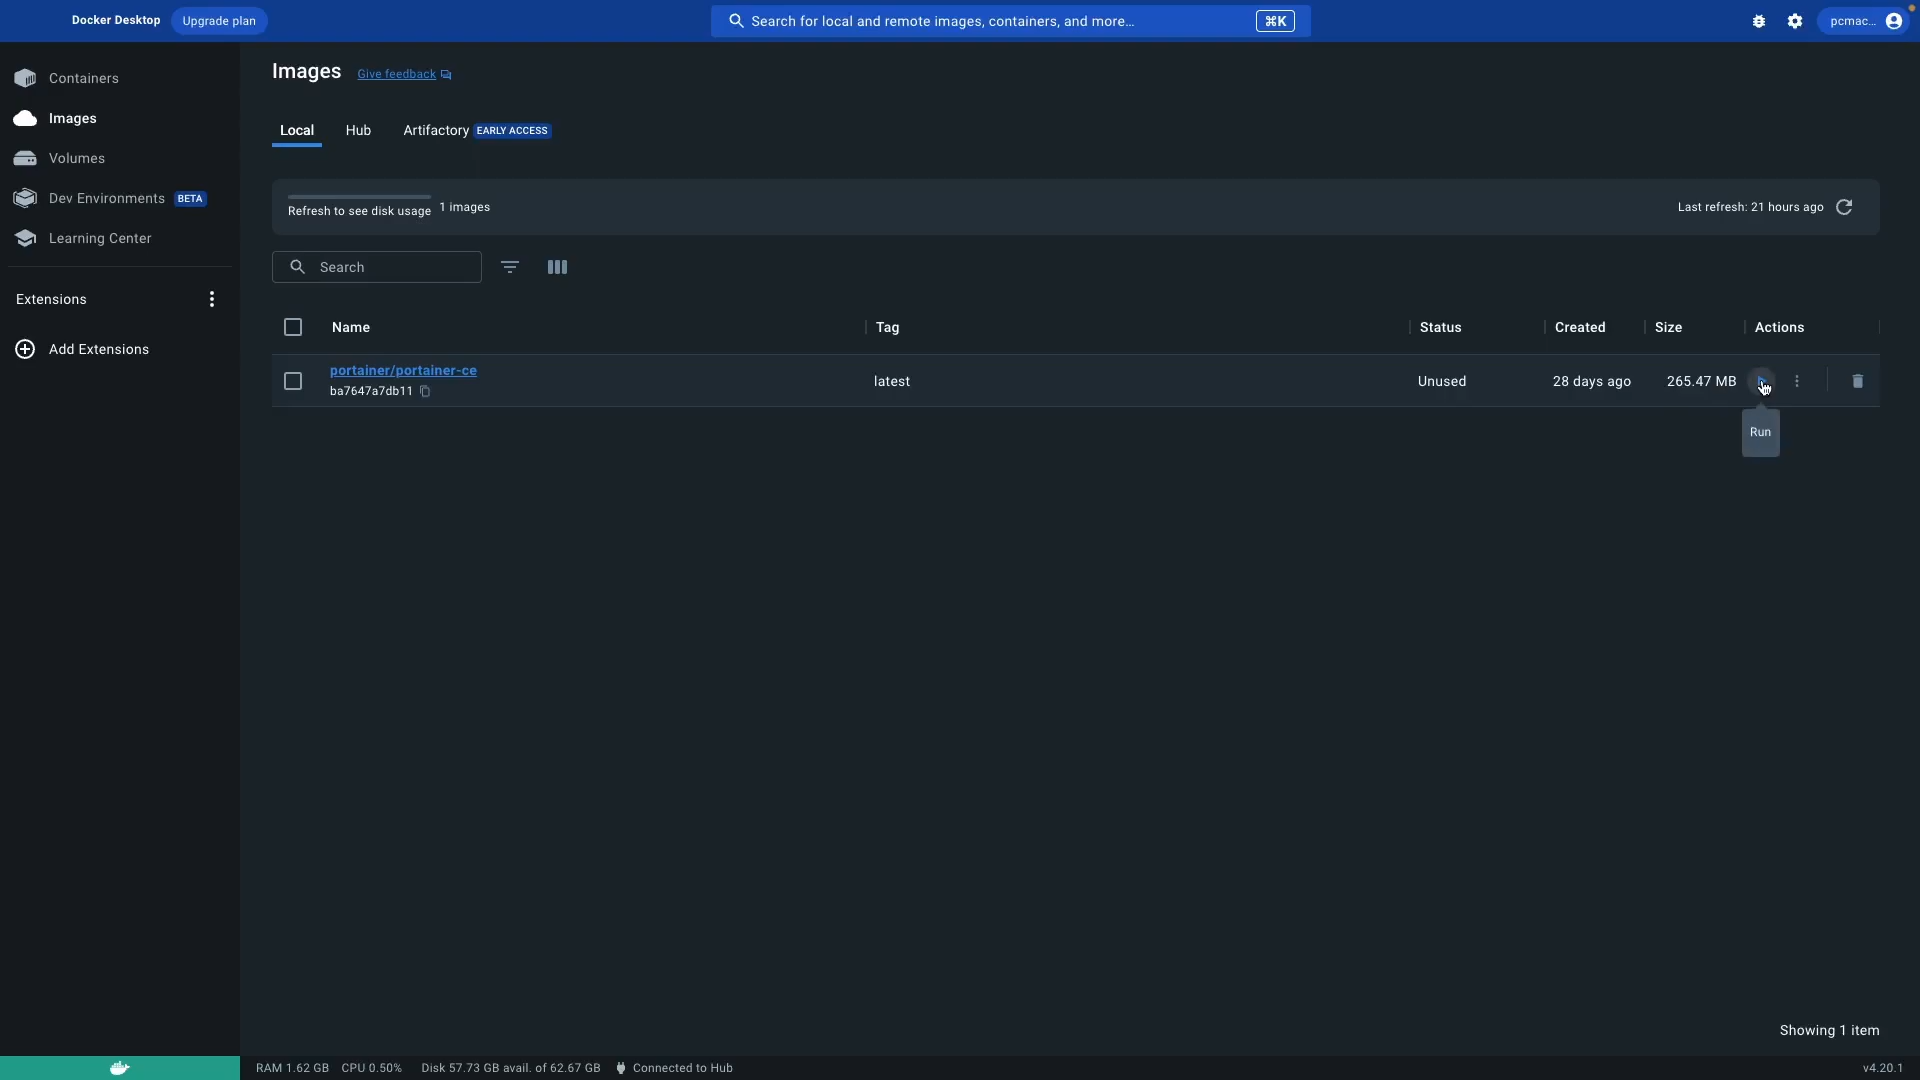 Docker Desktop
Upgrade plan
Search for local and remote images, containers, and more...
⌘K
pcmac...
Containers
Images
Volumes
Dev Environments BETA
Learning Center
Extensions
Add Extensions
Images
Give feedback
Local
Hub
Artifactory EARLY ACCESS
Refresh to see disk usage
1 images
Last refresh: 21 hours ago
Search
Name
Tag
Status
Created
Size
Actions
portainer/portainer-ce
ba7647a7db11
latest
Unused
28 days ago
265.47 MB
Run
Showing 1 item
RAM 1.62 GB
CPU 0.50%
Disk 57.73 GB avail. of 62.67 GB
Connected to Hub
v4.20.1